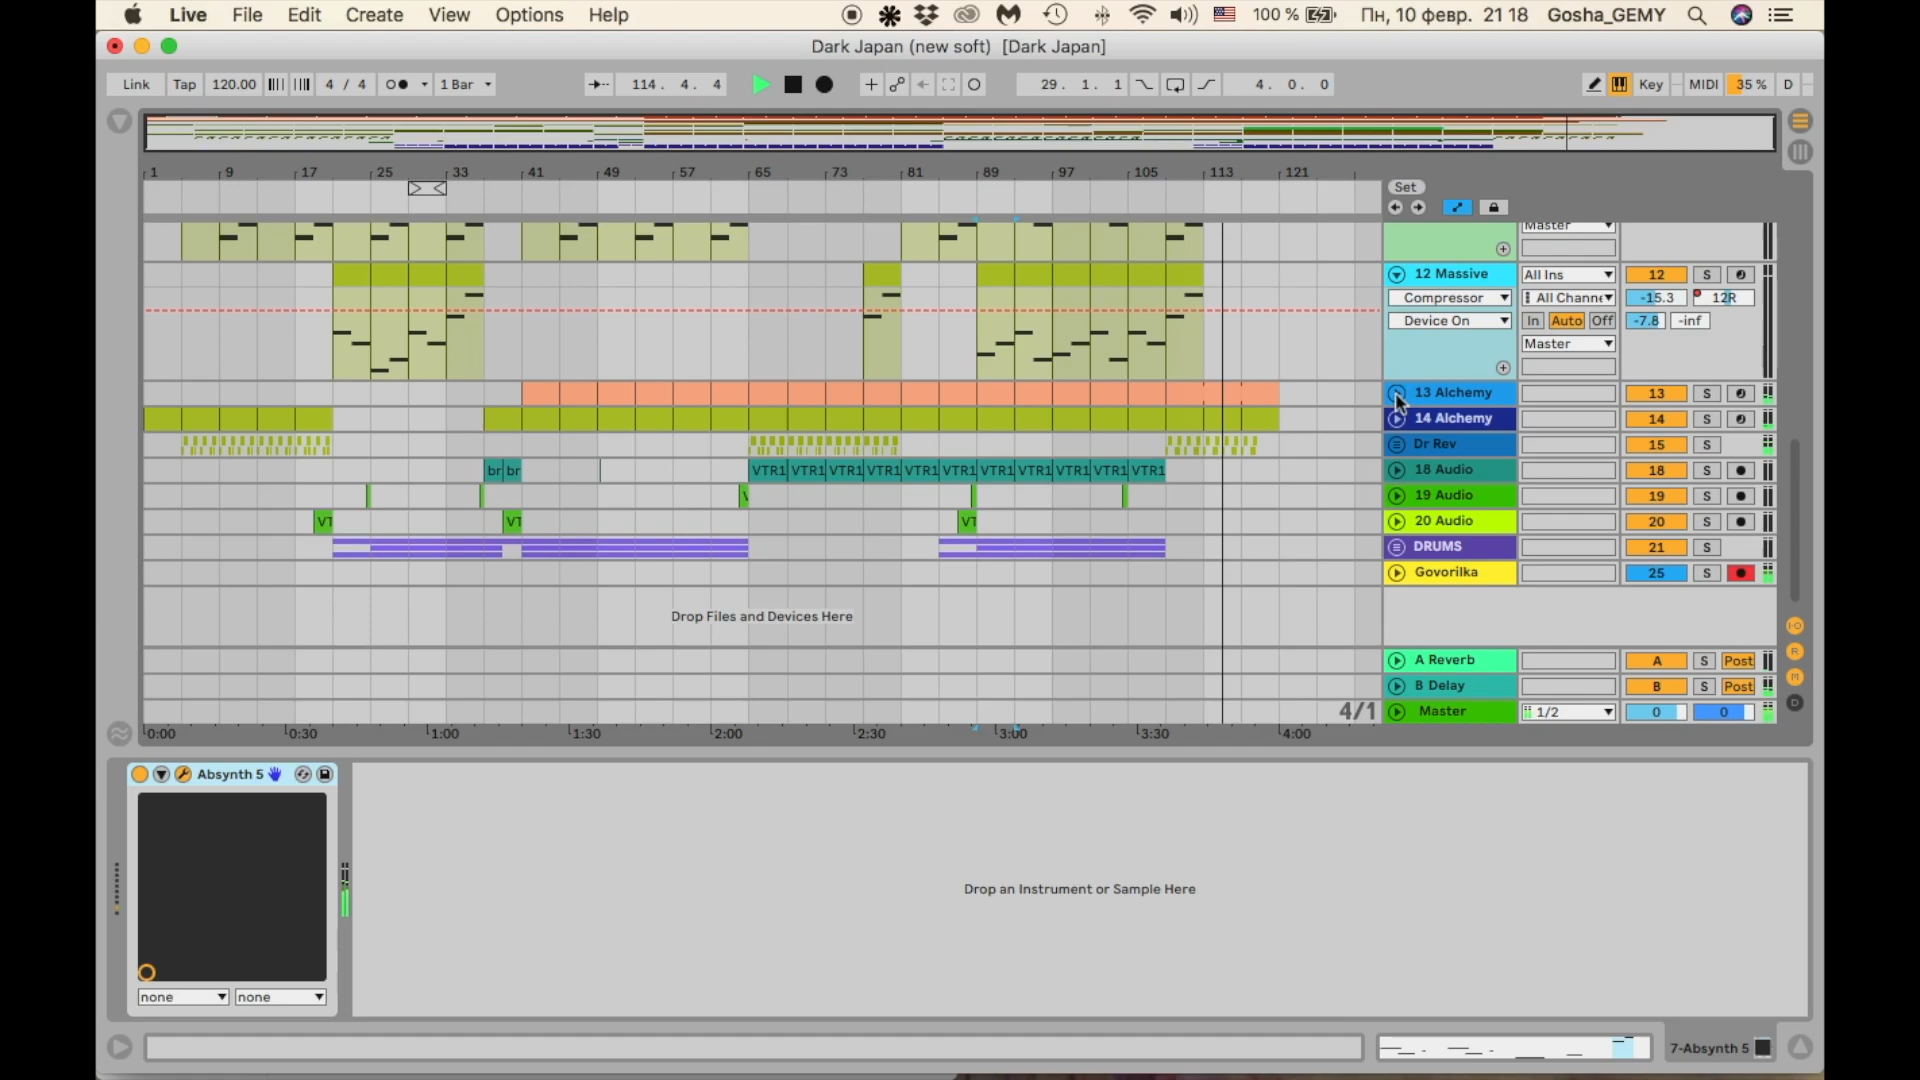 Live File Edit Create View Options Help 100 % Пн, 10 февр. 21 18 Gosha_GEMY
Dark Japan (new soft) [Dark Japan]
Link Tap 120.00 4 / 4 1 Bar 114. 4. 4 29. 1. 1 4. 0. 0 Key MIDI 35 % D
1 9 17 25 33 41 49 57 65 73 81 89 97 105 113 121
Set
Master
12 Massive All Ins 12 S
Compressor All Channe -15.3 12R
Device On In Auto Off -7.8 -inf
Master
13 Alchemy 13 S
14 Alchemy 14 S
Dr Rev 15 S
br br VTR1 VTR1 VTR1 VTR1 VTR1 VTR1 VTR1 VTR1 VTR1 VTR1 VTR1 18 Audio 18 S
19 Audio 19 S
VT VT VT 20 Audio 20 S
DRUMS 21 S
Govorilka 25 S
Drop Files and Devices Here
A Reverb A S Post
B Delay B S Post
4/1 Master 1/2 0 0
0:00 0:30 1:00 1:30 2:00 2:30 3:00 3:30 4:00
Absynth 5
Drop an Instrument or Sample Here
none none
7-Absynth 5